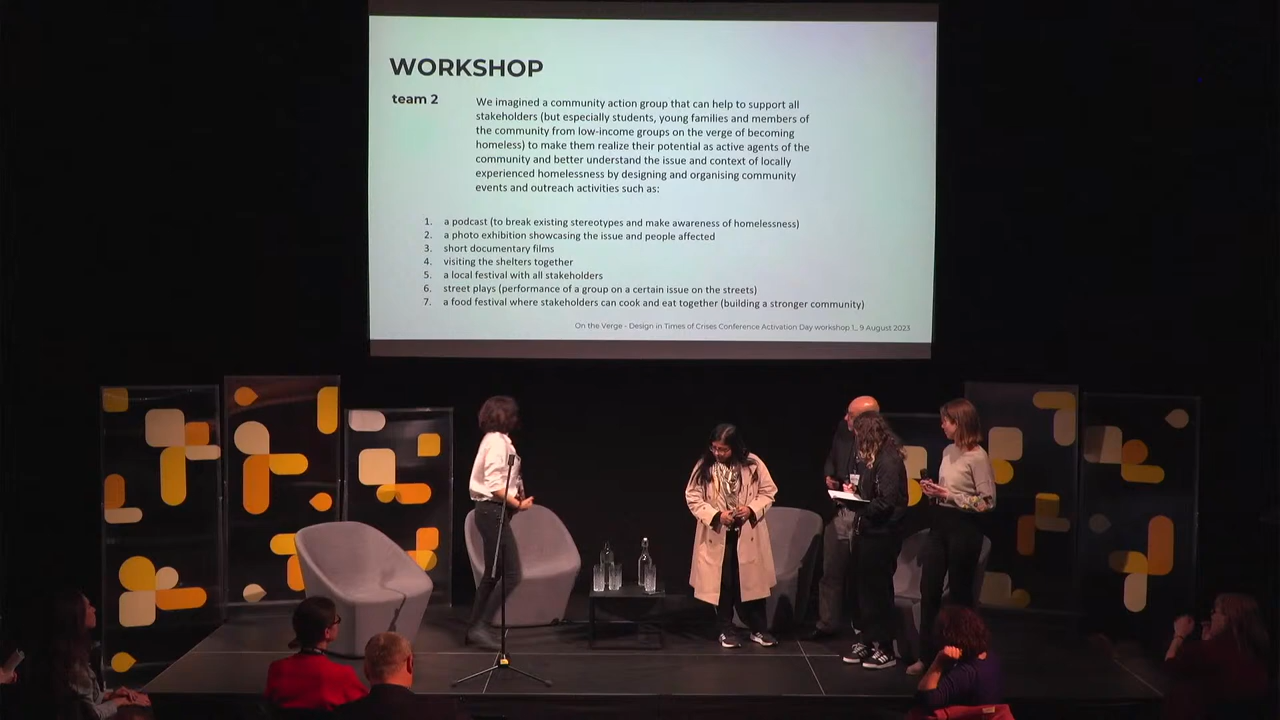 WORKSHOP
team 2
We imagined a community action group that can help to support all
stakeholders (but especially students, young families and members of
the community from low-income groups on the verge of becoming
homeless) to make them realize their potential as active agents of the
community and better understand the issue and context of locally
experienced homelessness by designing and organising community
events and outreach activities such as:
1. a podcast (to break existing stereotypes and make awareness of homelessness)
2. a photo exhibition showcasing the issue and people affected
3. short documentary films
4. visiting the shelters together
5. a local festival with all stakeholders
6. street plays (performance of a group on a certain issue on the streets)
7. a food festival where stakeholders can cook and eat together (building a stronger community)
On the Verge - Design in Times of Crises Conference Activation Day workshop 1_ 9 August 2023